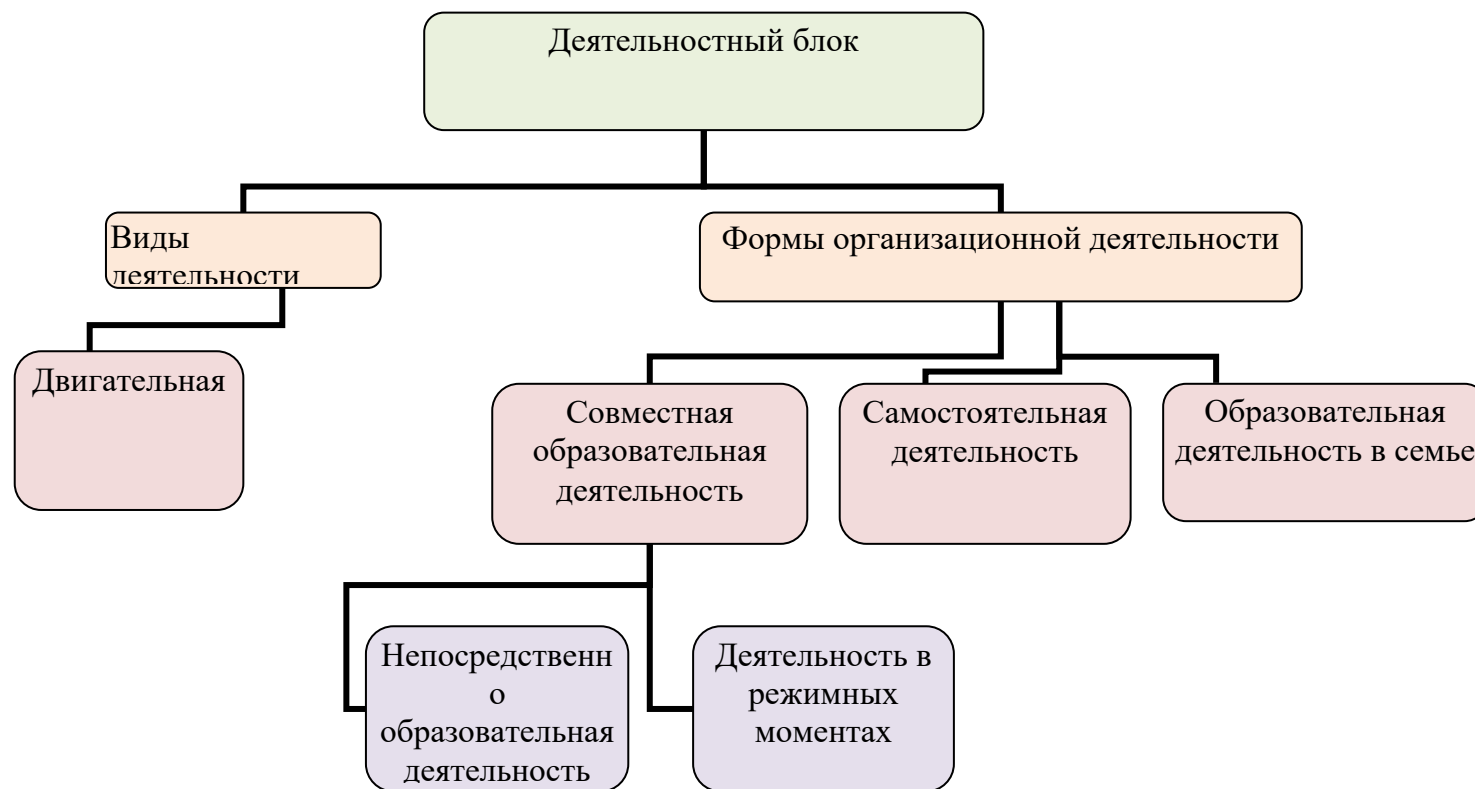 Деятельностный блок
Виды
деятельности
Формы организационной деятельности
Двигательная
Совместная
образовательная
деятельность
Самостоятельная
деятельность
Образовательная
деятельность в семье
Непосредственн
о
образовательная
деятельность
Деятельность в
режимных
моментах